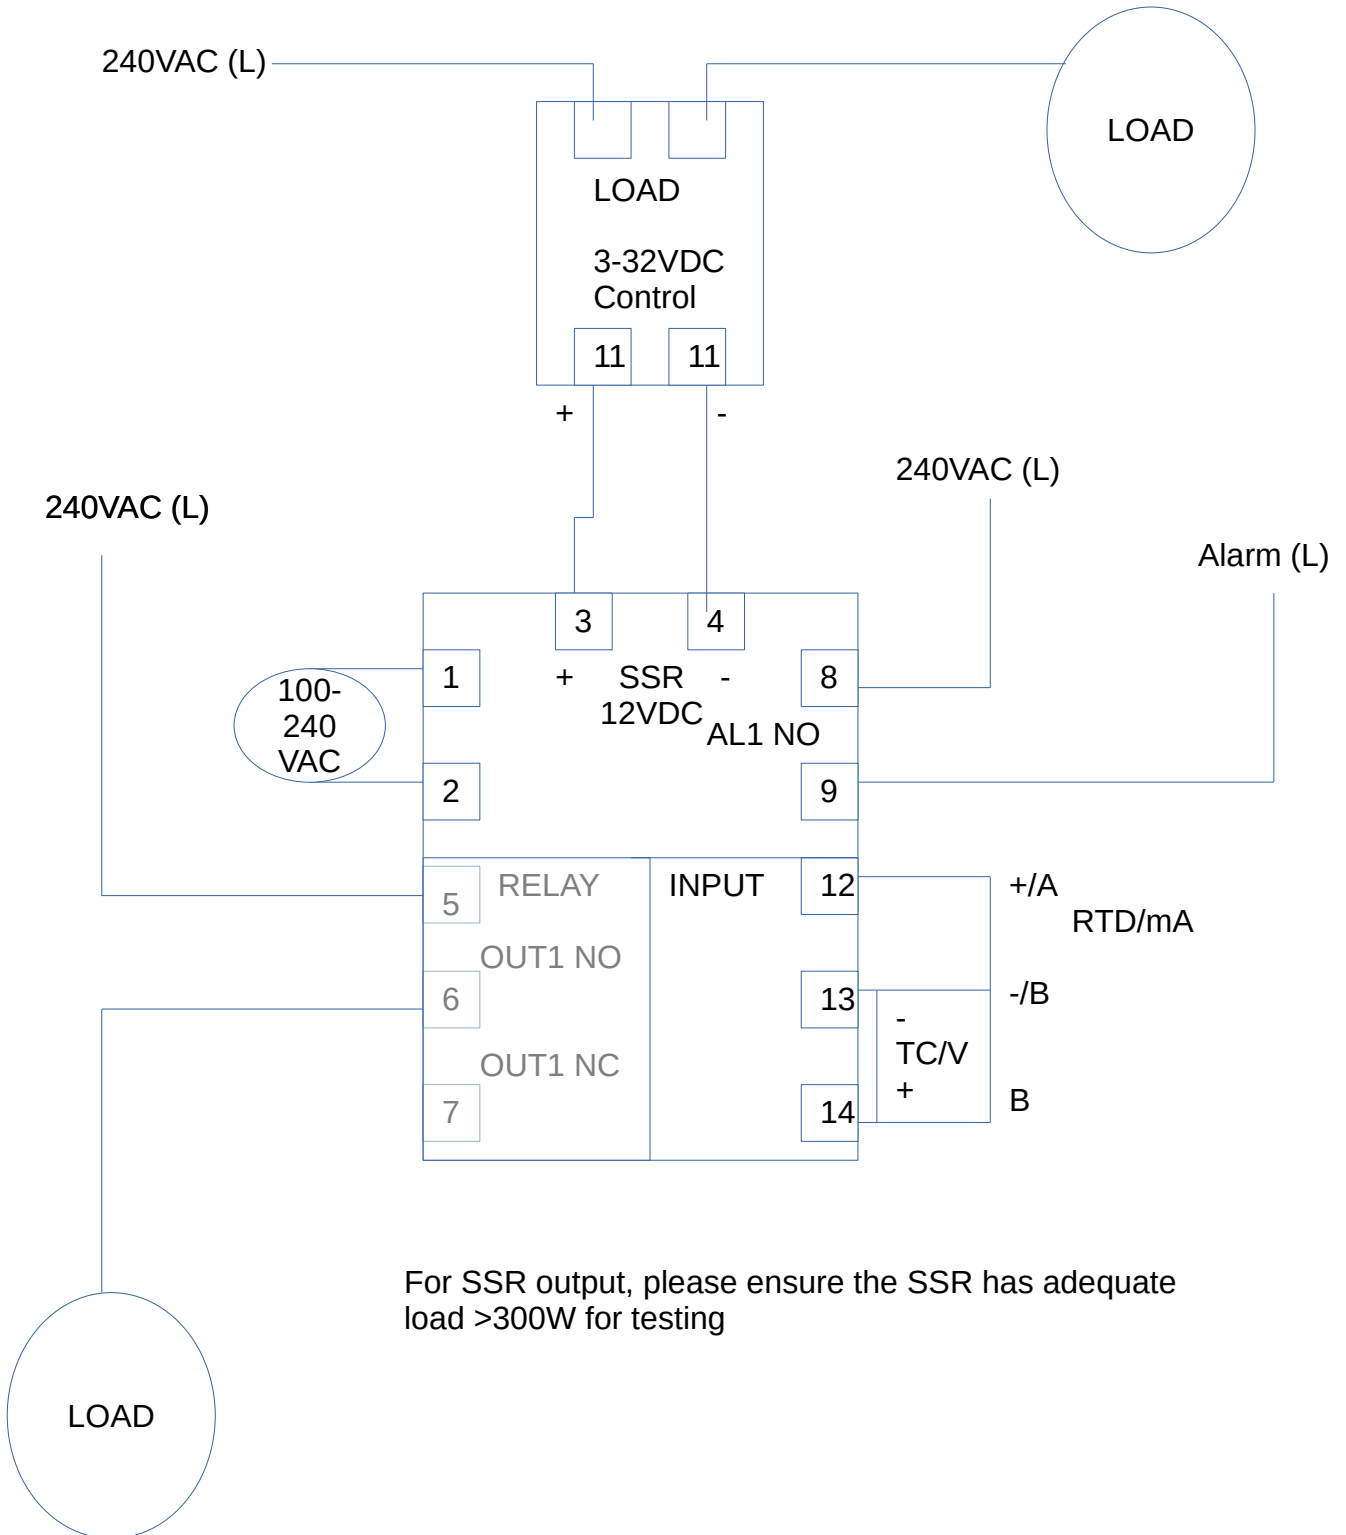 240VAC (L)
LOAD
LOAD
3-32VDC
Control
11
11
+
-
240VAC (L)
240VAC (L)
Alarm (L)
3
4
1
+
SSR
-
8
12VDC
AL1 NO
100-
240
VAC
2
9
5
RELAY
INPUT
12
+/A
RTD/mA
OUT1 NO
6
13
-/B
-
TC/V
+
OUT1 NC
7
14
B
For SSR output, please ensure the SSR has adequate
load >300W for testing
LOAD